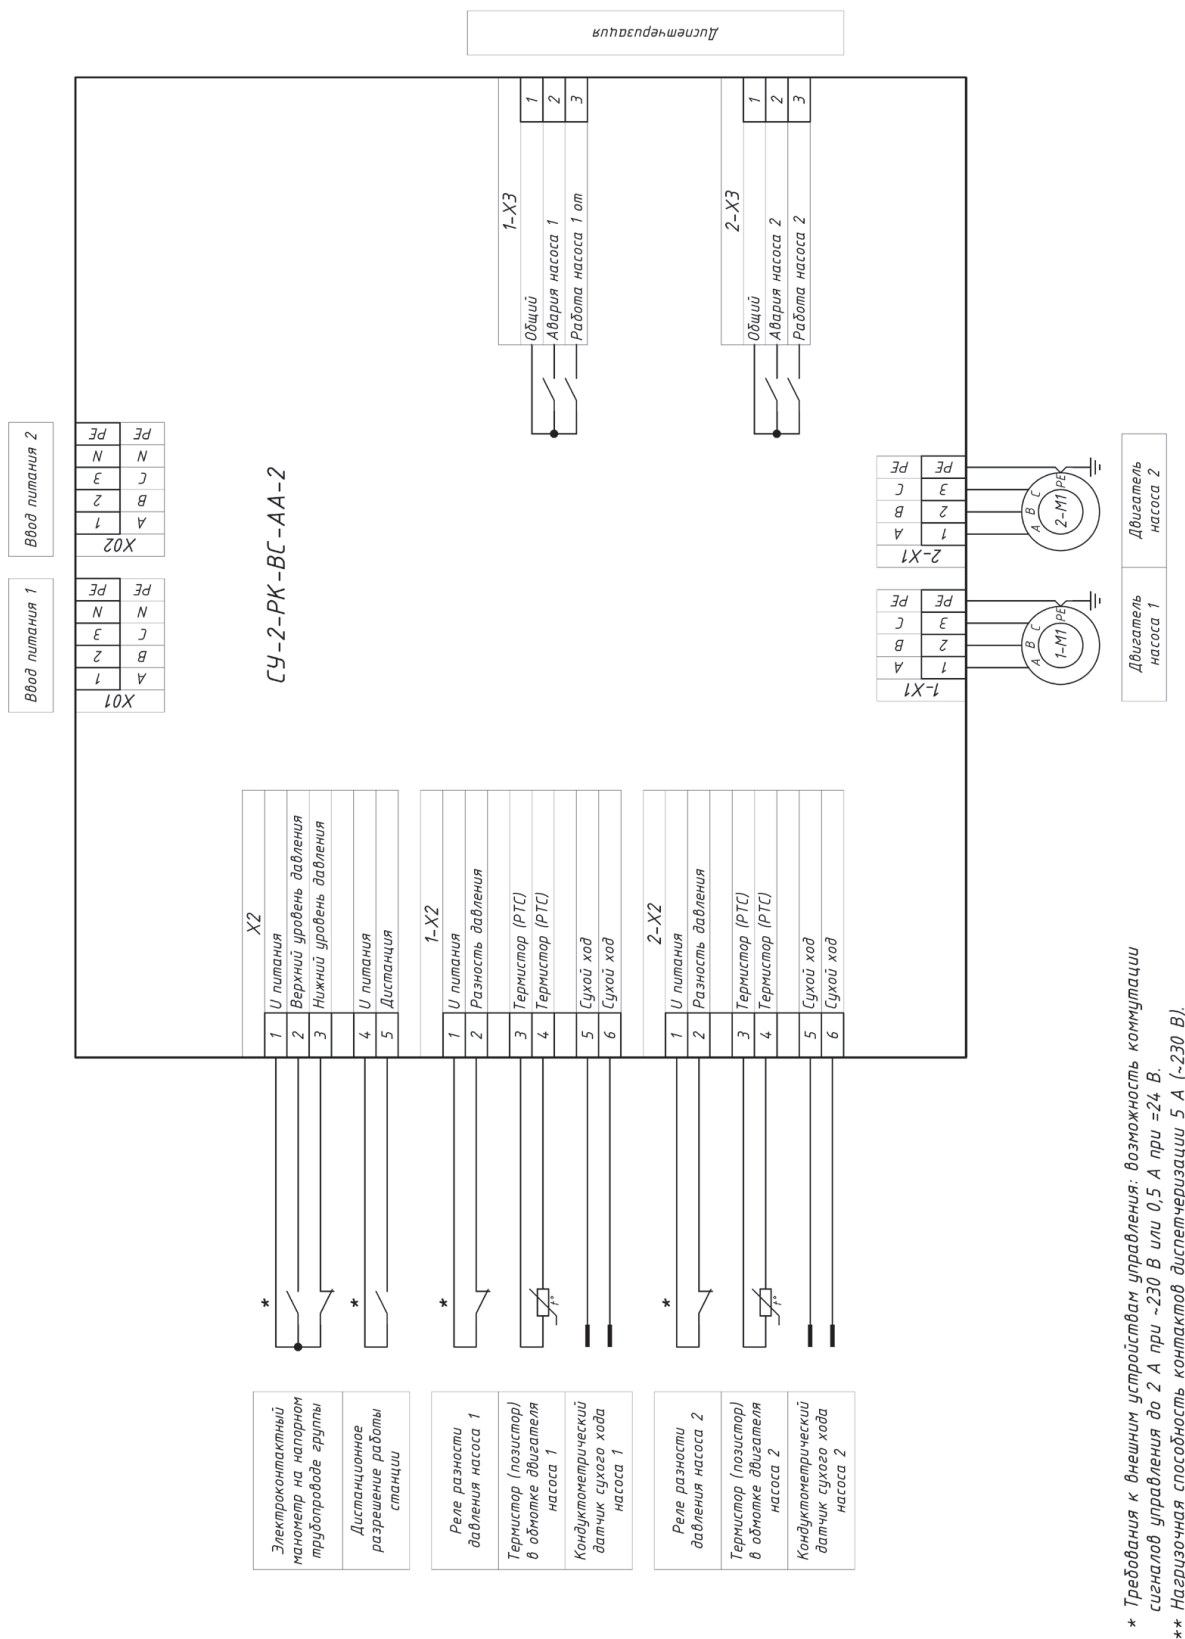 Диспетчеризация
Ввод питания 1
Ввод питания 2
X01
1 2 3 N PE
A B C N PE
X02
1 2 3 N PE
A B C N PE
СУ-2-РК-ВС-АА-2
1-X3
Общий 1
Авария насоса 1 2
Работа насоса 1 от 3
2-X3
Общий 1
Авария насоса 2 2
Работа насоса 2 3
1-X1
A B C PE
1 2 3 PE
A B C PE
1-M1
Двигатель
насоса 1
2-X1
A B C PE
1 2 3 PE
A B C PE
2-M1
Двигатель
насоса 2
X2
1 U питания
2 Верхний уровень давления
3 Нижний уровень давления
4 U питания
5 Дистанция
1-X2
1 U питания
2 Разность давления
3 Термистор (PTC)
4 Термистор (PTC)
5 Сухой ход
6 Сухой ход
2-X2
1 U питания
2 Разность давления
3 Термистор (PTC)
4 Термистор (PTC)
5 Сухой ход
6 Сухой ход
*
*
*
t°
*
t°
Электроконтактный
манометр на напорном
трубопроводе группы
Дистанционное
разрешение работы
станции
Реле разности
давления насоса 1
Термистор (позистор)
в обмотке двигателя
насоса 1
Кондуктометрический
датчик сухого хода
насоса 1
Реле разности
давления насоса 2
Термистор (позистор)
в обмотке двигателя
насоса 2
Кондуктометрический
датчик сухого хода
насоса 2
* Требования к внешним устройствам управления: возможность коммутации
сигналов управления до 2 А при ~230 В или 0,5 А при =24 В.
** Нагрузочная способность контактов диспетчеризации 5 А (~230 В).